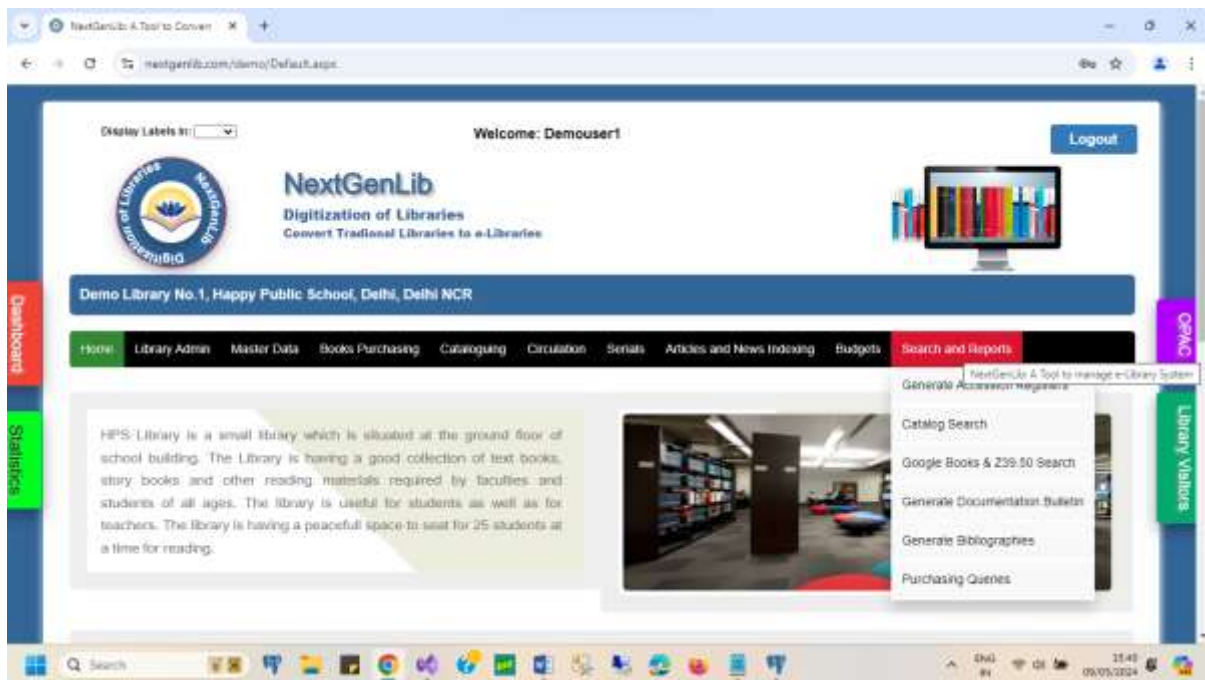 NextGenLib: A Tool to Conver
nextgenlib.com/demo/Default.aspx
Display Labels In:
Welcome: Demouser1
Logout
NextGenLib
Digitization of Libraries
NextGenLib
Digitization of Libraries
Convert Tradional Libraries to e-Libraries
Demo Library No.1, Happy Public School, Delhi, Delhi NCR
Dashboard
Statistics
OPAC
Library Visitors
Home Library Admin Master Data Books Purchasing Cataloguing Circulation Serials Articles and News Indexing Budgets Search and Reports
NextGenLib: A Tool to manage e-Library System
Generate Accession Registers
Catalog Search
Google Books & Z39.50 Search
Generate Documentation Bulletin
Generate Bibliographies
Purchasing Queries
HPS Library is a small library which is situated at the ground floor of
school building. The Library is having a good collection of text books,
story books and other reading materials required by faculties and
students of all ages. The library is useful for students as well as for
teachers. The library is having a peacefull space to seat for 25 students at
a time for reading.
Search
ENG
IN
15:43
09/05/2024